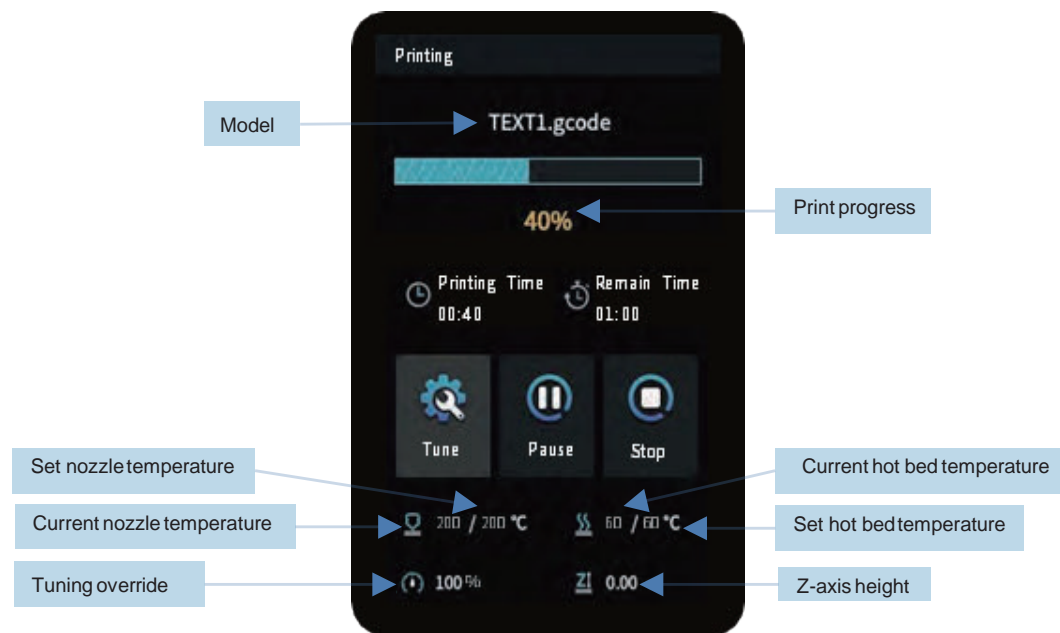 Printing
Model
TEXT1.gcode
Print progress
40%
Printing Time
00:40
Remain Time
01:00
Tune
Pause
Stop
Set nozzle temperature
Current hot bed temperature
Current nozzle temperature
200 / 200 ℃
60 / 60 ℃
Set hot bed temperature
Tuning override
100%
Z 0.00
Z-axis height